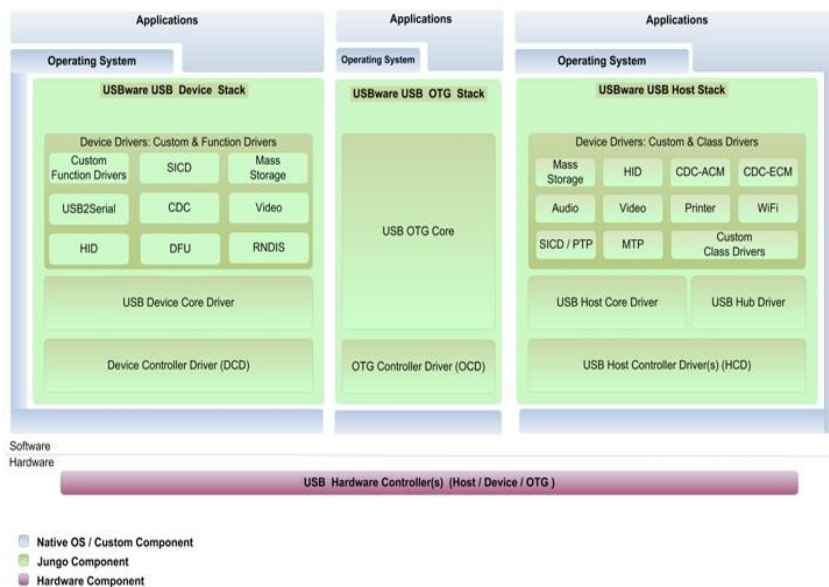 Applications
Operating System
USBware USB Device Stack
Device Drivers: Custom & Function Drivers
Custom
Function Drivers
SICD
Mass
Storage
USB2Serial
CDC
Video
HID
DFU
RNDIS
USB Device Core Driver
Device Controller Driver (DCD)
Applications
Operating System
USBware USB OTG Stack
USB OTG Core
OTG Controller Driver (OCD)
Applications
Operating System
USBware USB Host Stack
Device Drivers: Custom & Class Drivers
Mass
Storage
HID
CDC-ACM
CDC-ECM
Audio
Video
Printer
WiFi
SICD / PTP
MTP
Custom
Class Drivers
USB Host Core Driver
USB Hub Driver
USB Host Controller Driver(s) (HCD)
Software
Hardware
USB Hardware Controller(s) (Host / Device / OTG )
Native OS / Custom Component
Jungo Component
Hardware Component